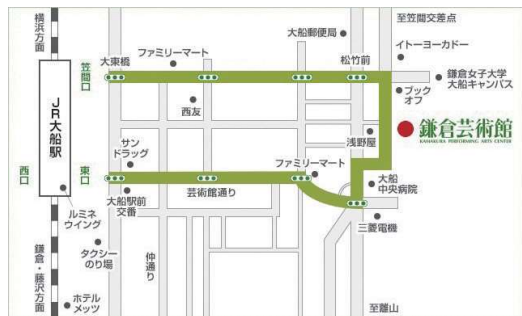 横浜方面
至笠間交差点
大船郵便局
イトーヨーカドー
ファミリーマート
大東橋
松竹前
笠間口
鎌倉女子大学
大船キャンパス
ブック
オフ
西友
鎌倉芸術館
KAMAKURA PERFORMING ARTS CENTER
JR大船駅
浅野屋
サン
ドラッグ
ファミリーマート
西口
東口
芸術館通り
大船
中央病院
大船駅前
交番
ルミネ
ウイング
三菱電機
仲通り
タクシー
のり場
鎌倉・藤沢方面
ホテル
メッツ
至離山